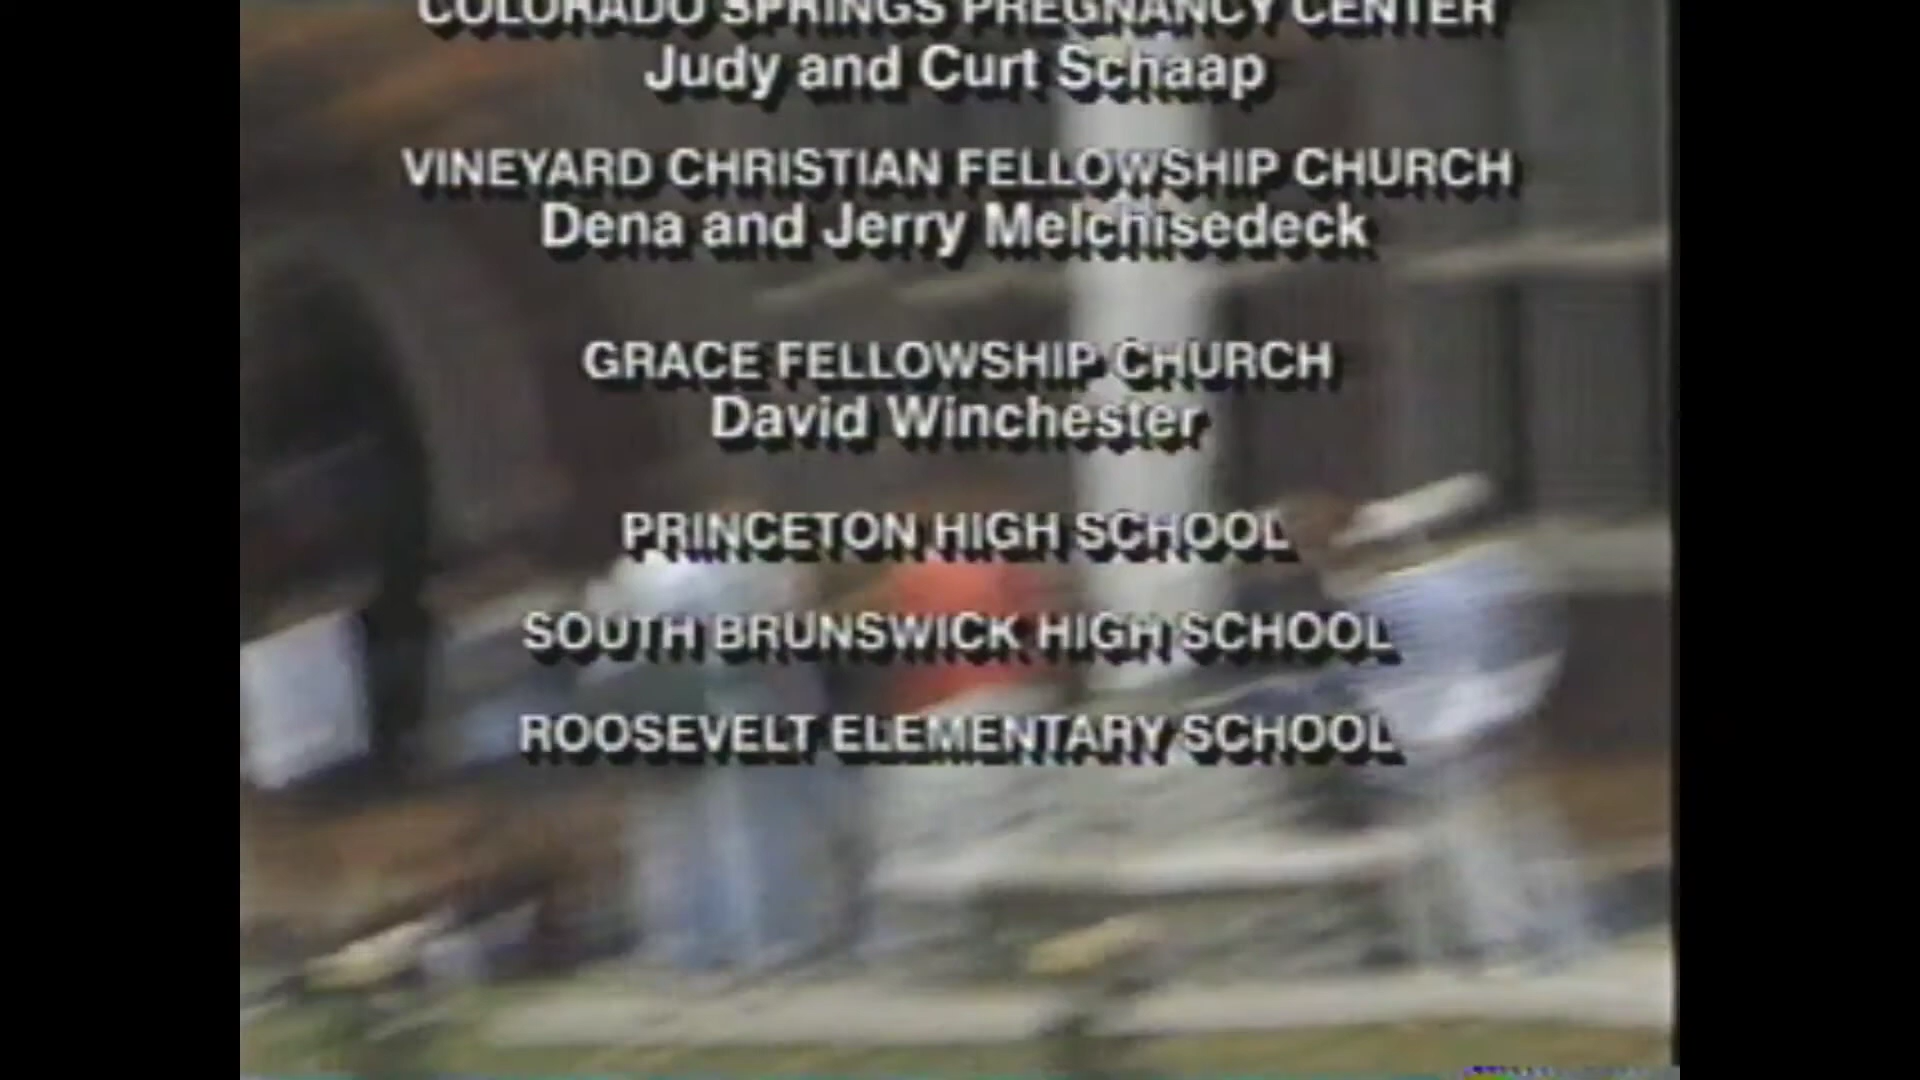 COLORADO SPRINGS PREGNANCY CENTER
Judy and Curt Schaap
VINEYARD CHRISTIAN FELLOWSHIP CHURCH
Dena and Jerry Melchisedeck
GRACE FELLOWSHIP CHURCH
David Winchester
PRINCETON HIGH SCHOOL
SOUTH BRUNSWICK HIGH SCHOOL
ROOSEVELT ELEMENTARY SCHOOL